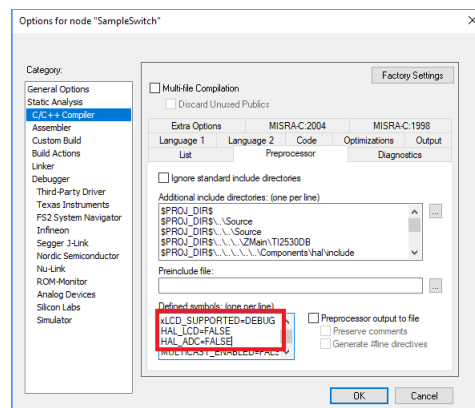 Options for node "SampleSwitch"
Category:
General Options
Static Analysis
C/C++ Compiler
Assembler
Custom Build
Build Actions
Linker
Debugger
Third-Party Driver
Texas Instruments
FS2 System Navigator
Infineon
Segger J-Link
Nordic Semiconductor
Nu-Link
ROM-Monitor
Analog Devices
Silicon Labs
Simulator
Factory Settings
Multi-file Compilation
Discard Unused Publics
Extra Options MISRA-C:2004 MISRA-C:1998
Language 1 Language 2 Code Optimizations Output
List Preprocessor Diagnostics
Ignore standard include directories
Additional include directories: (one per line)
$PROJ_DIR$
$PROJ_DIR$\..\Source
$PROJ_DIR$\..\..\Source
$PROJ_DIR$\..\..\..\ZMain\TI2530DB
$PROJ_DIR$\..\..\..\..\..\Components\hal\include
...
Preinclude file:
...
Defined symbols: (one per line)
xLCD_SUPPORTED=DEBUG
HAL_LCD=FALSE
HAL_ADC=FALSE
Preprocessor output to file
Preserve comments
Generate #line directives
OK Cancel